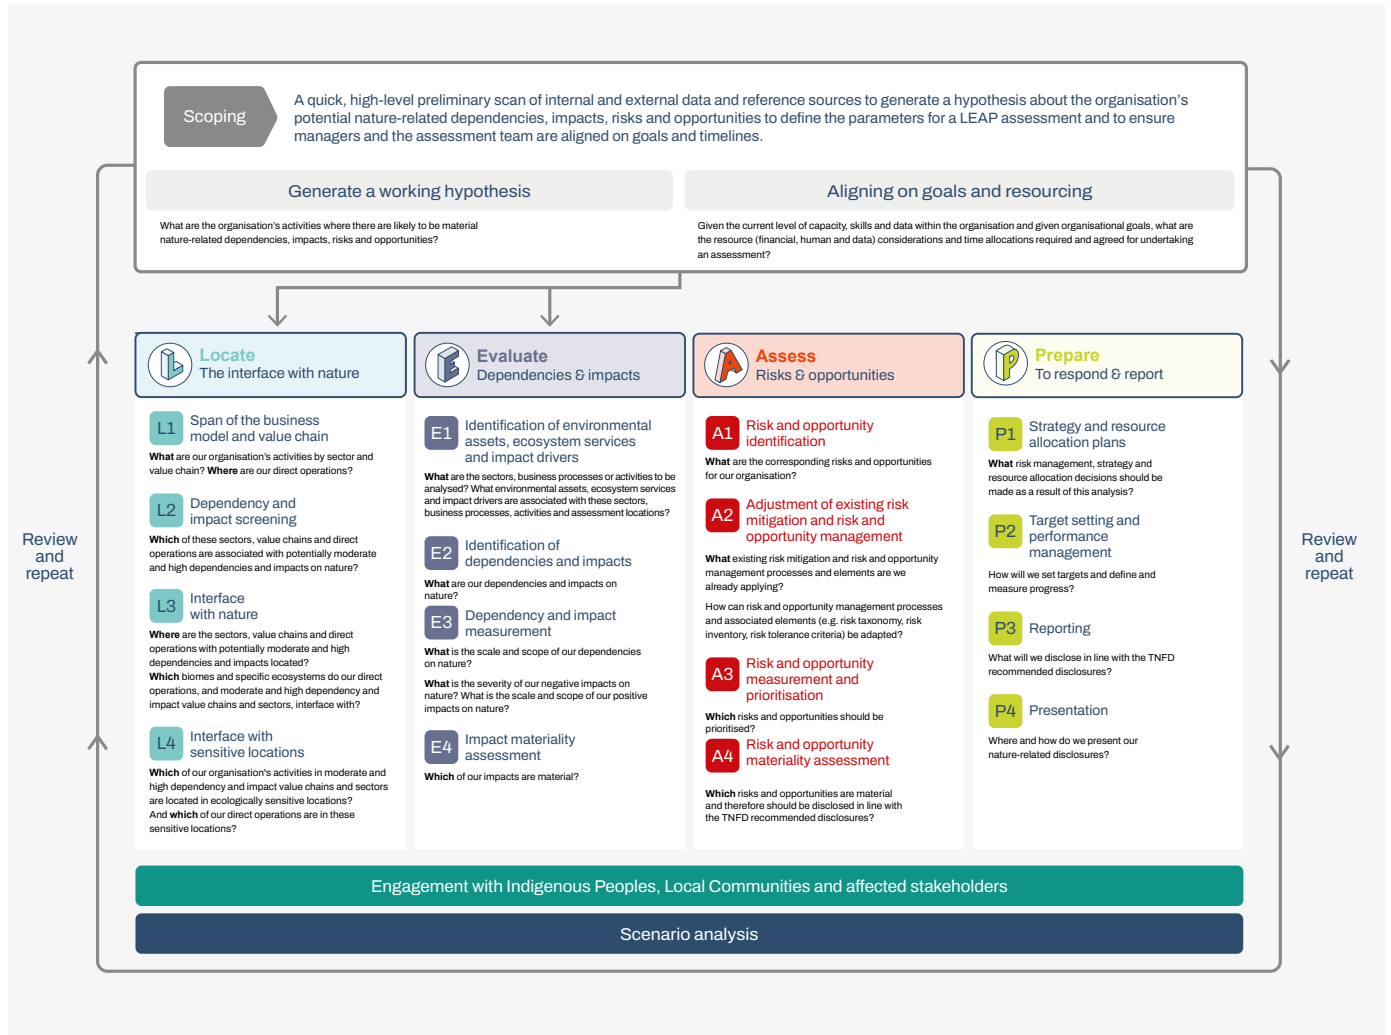 Scoping
A quick, high-level preliminary scan of internal and external data and reference sources to generate a hypothesis about the organisation's
potential nature-related dependencies, impacts, risks and opportunities to define the parameters for a LEAP assessment and to ensure
managers and the assessment team are aligned on goals and timelines.
Generate a working hypothesis
What are the organisation's activities where there are likely to be material
nature-related dependencies, impacts, risks and opportunities?
Aligning on goals and resourcing
Given the current level of capacity, skills and data within the organisation and given organisational goals, what are
the resource (financial, human and data) considerations and time allocations required and agreed for undertaking
an assessment?
Review
and
repeat
L
Locate
The interface with nature
L1
Span of the business
model and value chain
What are our organisation's activities by sector and
value chain? Where are our direct operations?
L2
Dependency and
impact screening
Which of these sectors, value chains and direct
operations are associated with potentially moderate
and high dependencies and impacts on nature?
L3
Interface
with nature
Where are the sectors, value chains and direct
operations with potentially moderate and high
dependencies and impacts located?
Which biomes and specific ecosystems do our direct
operations, and moderate and high dependency and
impact value chains and sectors, interface with?
L4
Interface with
sensitive locations
Which of our organisation's activities in moderate and
high dependency and impact value chains and sectors
are located in ecologically sensitive locations?
And which of our direct operations are in these
sensitive locations?
E
Evaluate
Dependencies & impacts
E1
Identification of environmental
assets, ecosystem services
and impact drivers
What are the sectors, business processes or activities to be
analysed? What environmental assets, ecosystem services
and impact drivers are associated with these sectors,
business processes, activities and assessment locations?
E2
Identification of
dependencies and impacts
What are our dependencies and impacts on
nature?
E3
Dependency and impact
measurement
What is the scale and scope of our dependencies
on nature?
What is the severity of our negative impacts on
nature? What is the scale and scope of our positive
impacts on nature?
E4
Impact materiality
assessment
Which of our impacts are material?
A
Assess
Risks & opportunities
A1
Risk and opportunity
identification
What are the corresponding risks and opportunities
for our organisation?
A2
Adjustment of existing risk
mitigation and risk and
opportunity management
What existing risk mitigation and risk and opportunity
management processes and elements are we
already applying?
How can risk and opportunity management processes
and associated elements (e.g. risk taxonomy, risk
inventory, risk tolerance criteria) be adapted?
A3
Risk and opportunity
measurement and
prioritisation
Which risks and opportunities should be
prioritised?
A4
Risk and opportunity
materiality assessment
Which risks and opportunities are material
and therefore should be disclosed in line with
the TNFD recommended disclosures?
P
Prepare
To respond & report
P1
Strategy and resource
allocation plans
What risk management, strategy and
resource allocation decisions should be
made as a result of this analysis?
P2
Target setting and
performance
management
How will we set targets and define and
measure progress?
P3
Reporting
What will we disclose in line with the TNFD
recommended disclosures?
P4
Presentation
Where and how do we present our
nature-related disclosures?
Review
and
repeat
Engagement with Indigenous Peoples, Local Communities and affected stakeholders
Scenario analysis